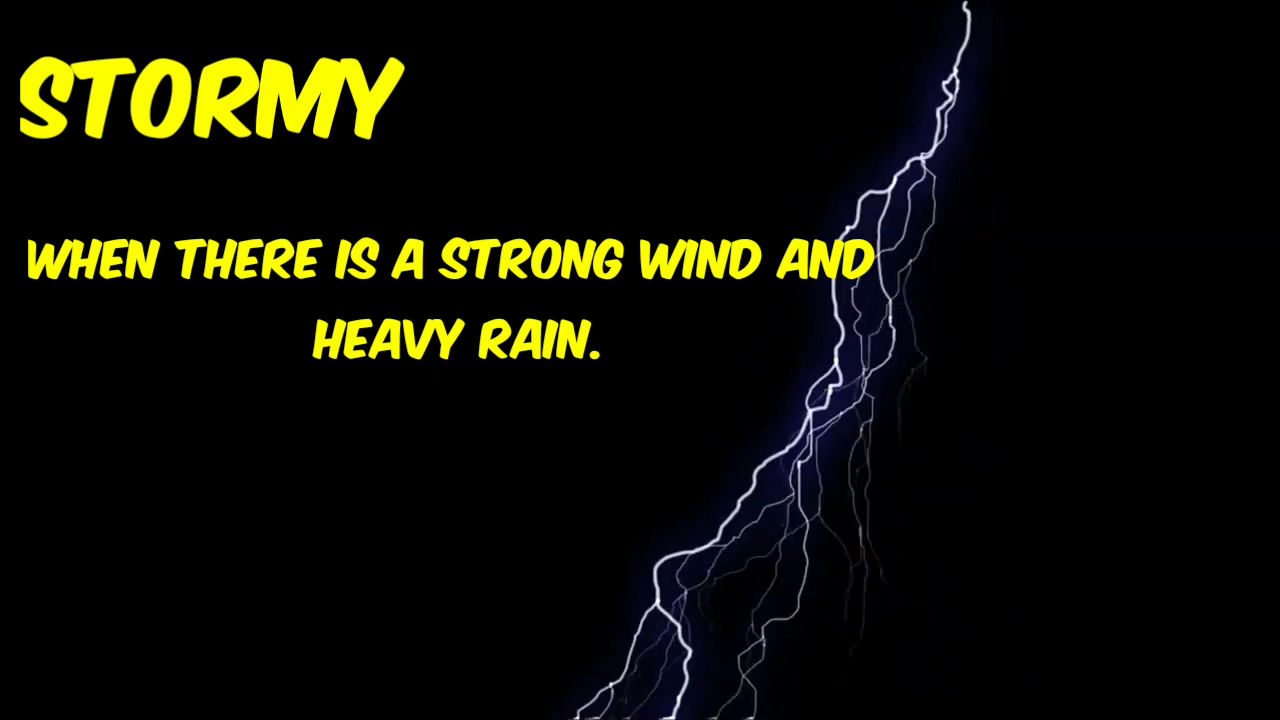 STORMY
WHEN THERE IS A STRONG WIND AND
HEAVY RAIN.